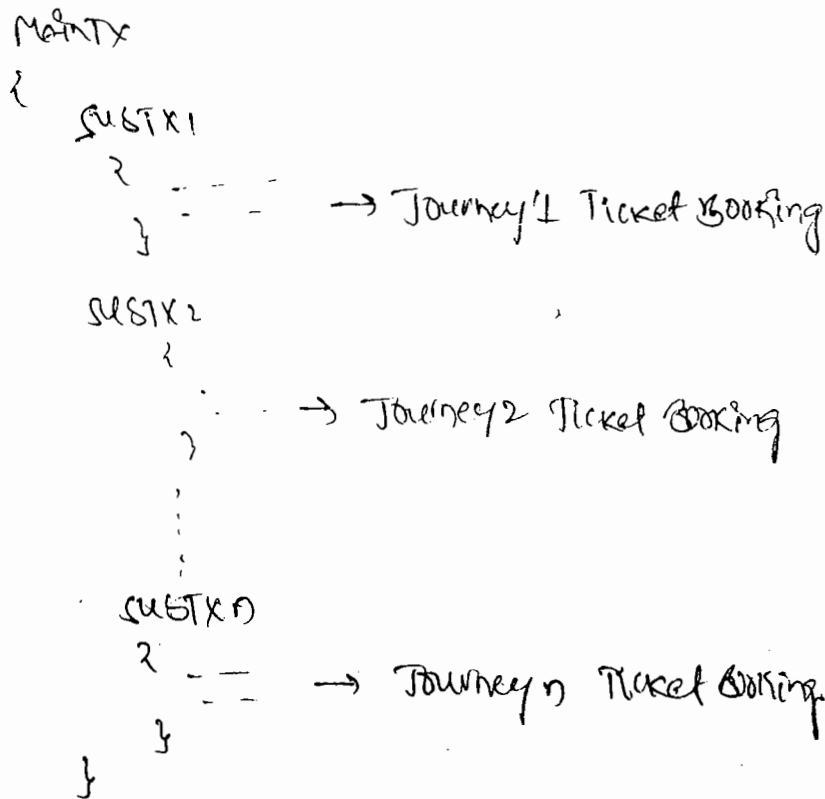 MainTX
{
SUBTX1
{
- - - -
- - → Journey1 Ticket Booking
}
SUBTX2
{
. . . → Journey2 Ticket Booking
}
SUBTXn
{
- -
- - → Journey n Ticket Booking
}
}